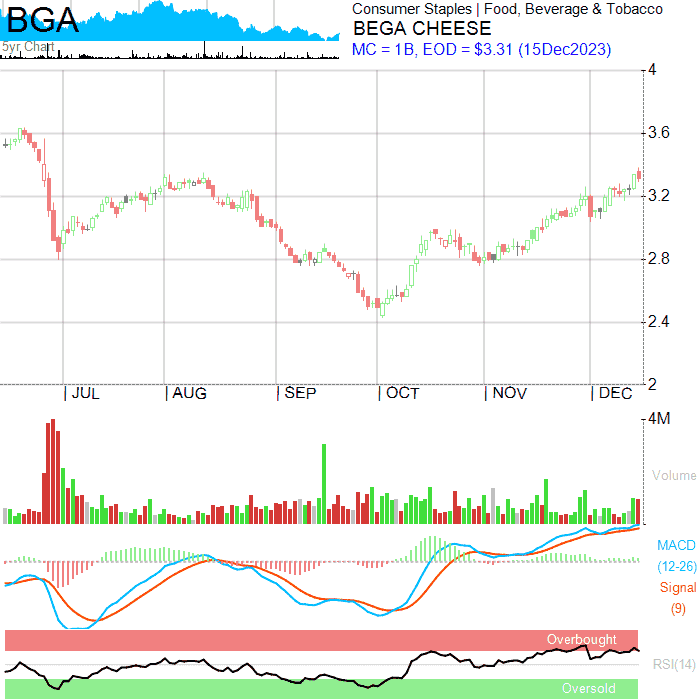 BGA
5yr Chart
Consumer Staples | Food, Beverage & Tobacco
BEGA CHEESE
MC = 1B, EOD = $3.31 (15Dec2023)
4
3.6
3.2
2.8
2.4
2
| JUL | AUG | SEP | OCT | NOV | DEC
4M
Volume
MACD
(12-26)
Signal
(9)
Overbought
RSI(14)
Oversold